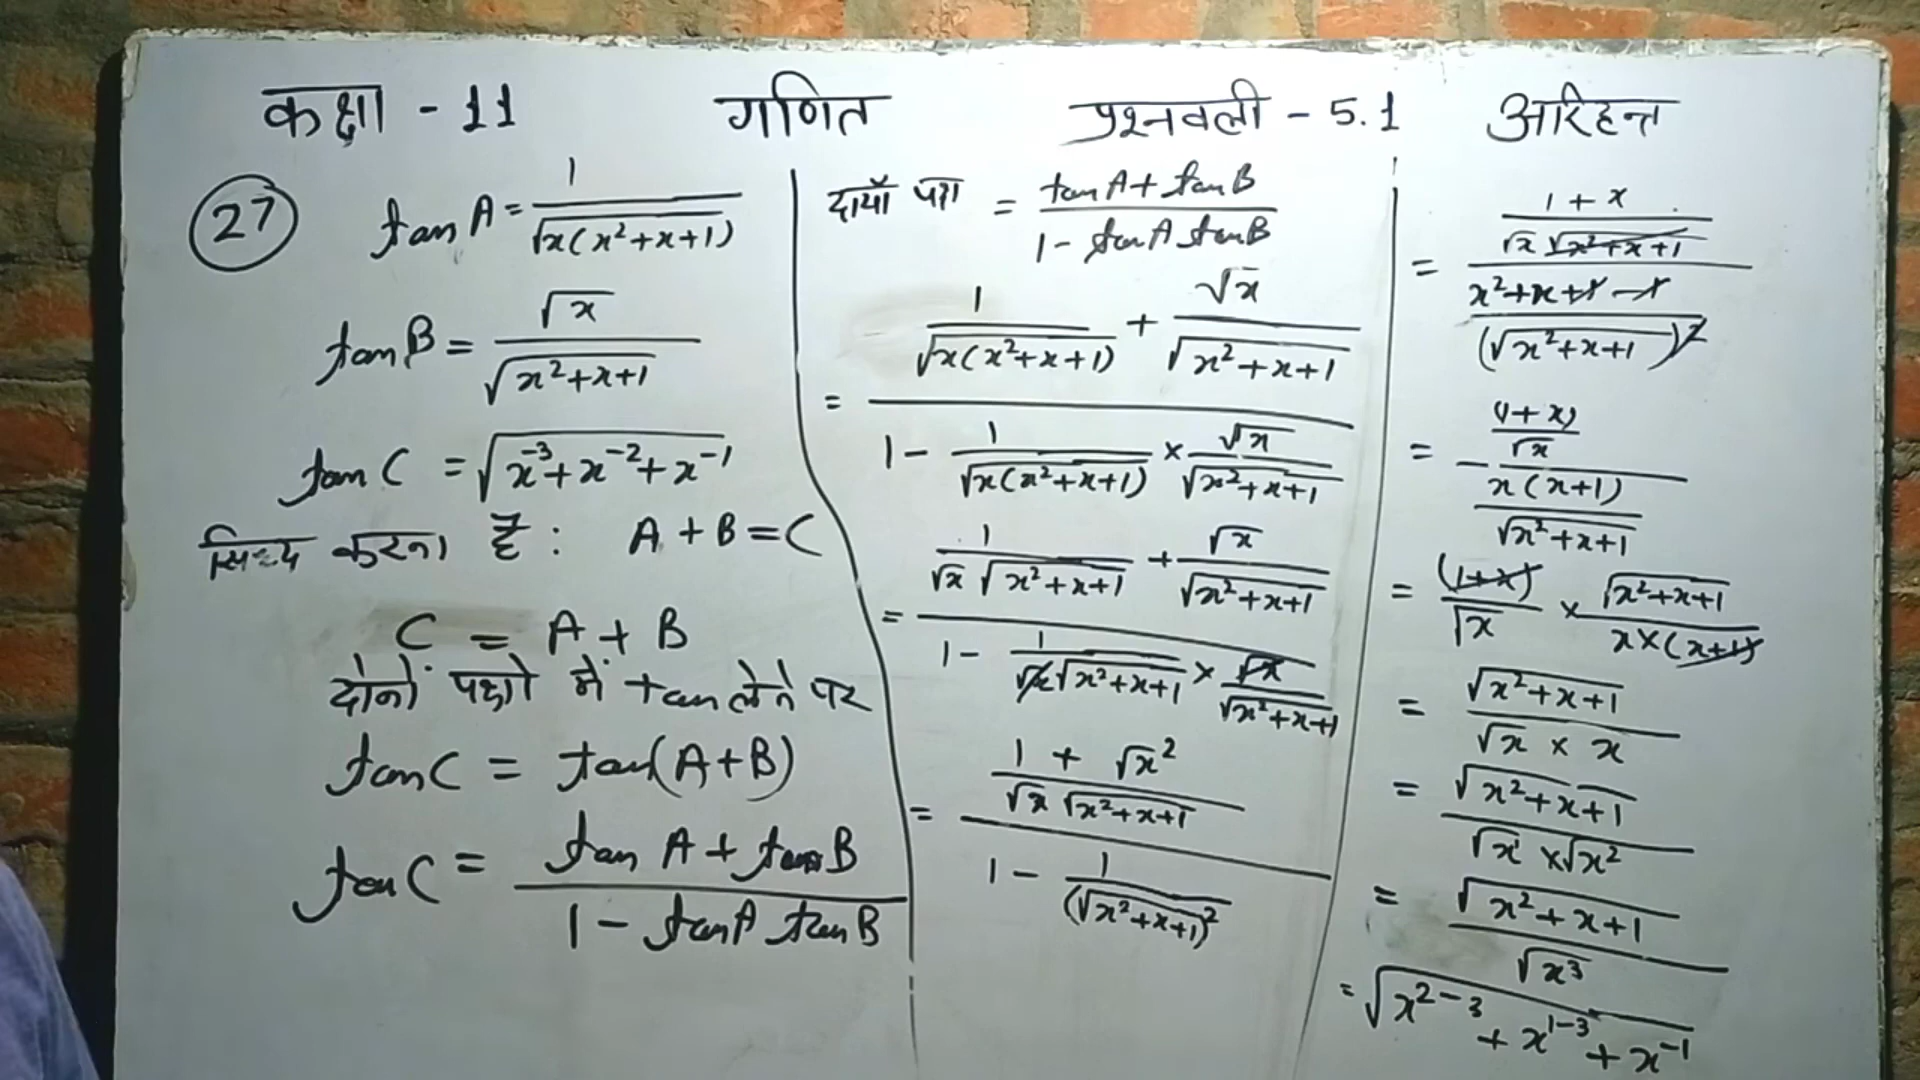 कक्षा - 11 गणित प्रश्नवली - 5.1 अरिहन्त
27 tan A = 1/√x(x²+x+1)
tan B = √x/√x²+x+1
tan C = √x⁻³+x⁻²+x⁻¹
सिध्द करना है : A + B = C
C = A + B
दोनो पक्षो में tan लेने पर
tan C = tan(A+B)
tan C = tan A + tan B/1 - tan A tan B
दायाँ पक्ष = tan A + tan B/1 - tan A tan B
= 1/√x(x²+x+1) + √x/√x²+x+1
1 - 1/√x(x²+x+1) × √x/√x²+x+1
= 1/√x √x²+x+1 + √x/√x²+x+1
1 - 1/√x√x²+x+1 × √x/√x²+x+1
= 1 + √x²/√x √x²+x+1
1 - 1/(√x²+x+1)²
= 1 + x/√x √x²+x+1
x²+x+1-1/(√x²+x+1)²
= (1+x)/√x
x(x+1)/√x²+x+1
= (1+x)/√x × √x²+x+1/x×(x+1)
= √x²+x+1/√x × x
= √x²+x+1/√x ×√x²
= √x²+x+1/√x³
= √x²⁻³ + x¹⁻³ + x⁻¹